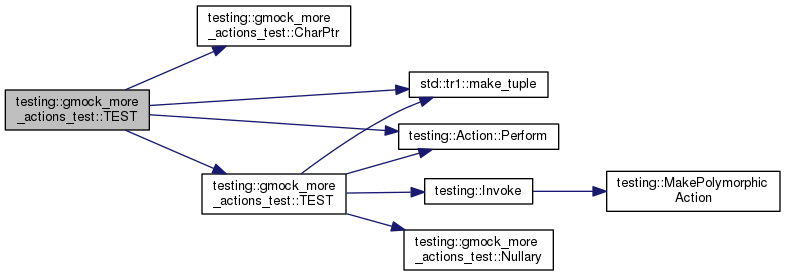 testing::gmock_more
_actions_test::CharPtr
std::tr1::make_tuple
testing::gmock_more
_actions_test::TEST
testing::Action::Perform
testing::gmock_more
_actions_test::TEST
testing::Invoke
testing::MakePolymorphic
Action
testing::gmock_more
_actions_test::Nullary